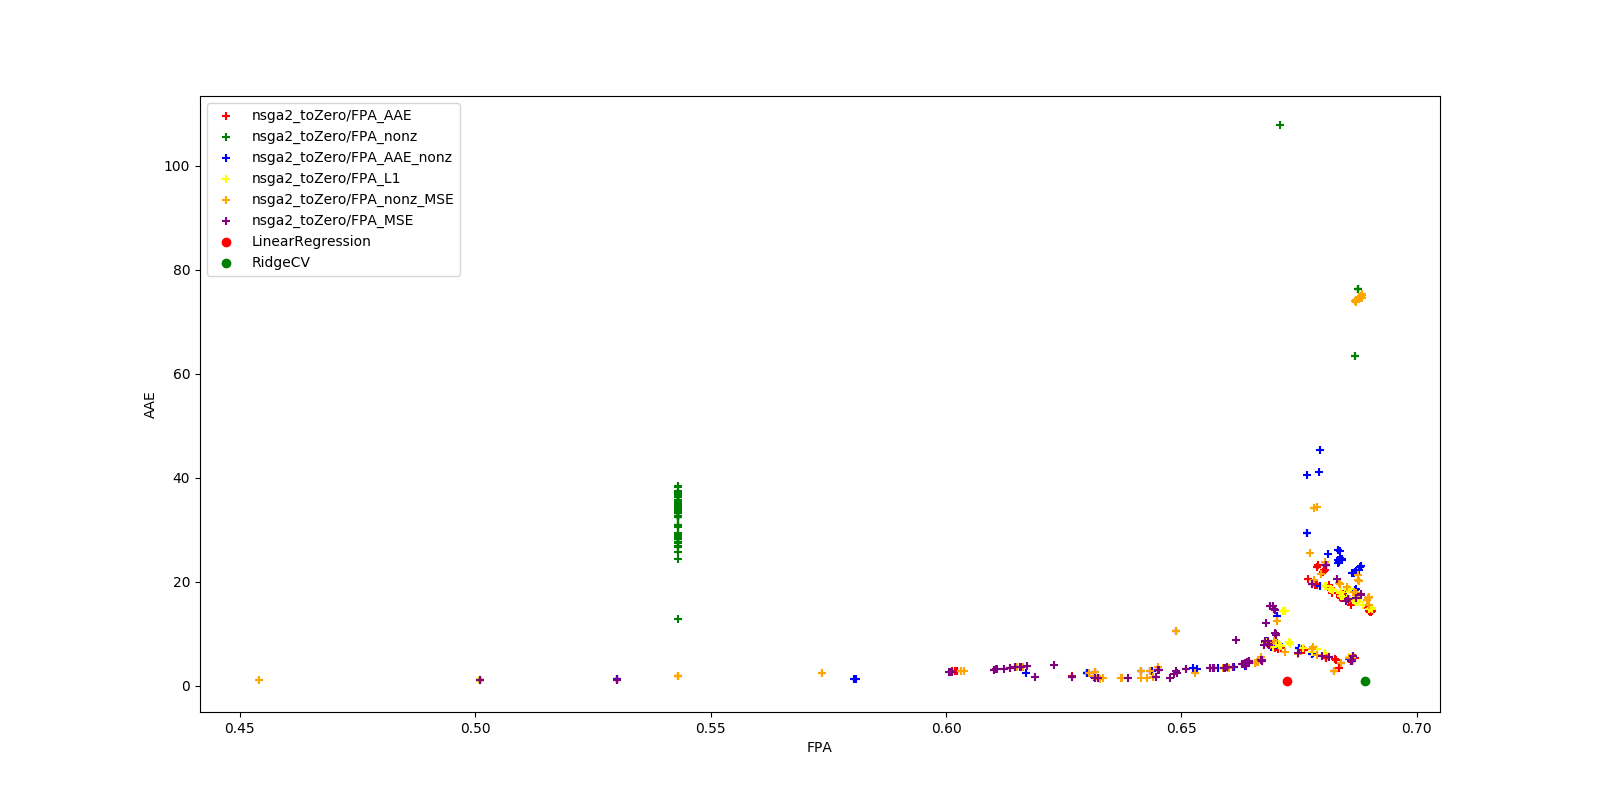 nsga2_toZero/FPA_AAE
nsga2_toZero/FPA_nonz
nsga2_toZero/FPA_AAE_nonz
nsga2_toZero/FPA_L1
nsga2_toZero/FPA_nonz_MSE
nsga2_toZero/FPA_MSE
LinearRegression
RidgeCV
100
80
60
40
20
0
AAE
0.45 0.50 0.55 0.60 0.65 0.70
FPA